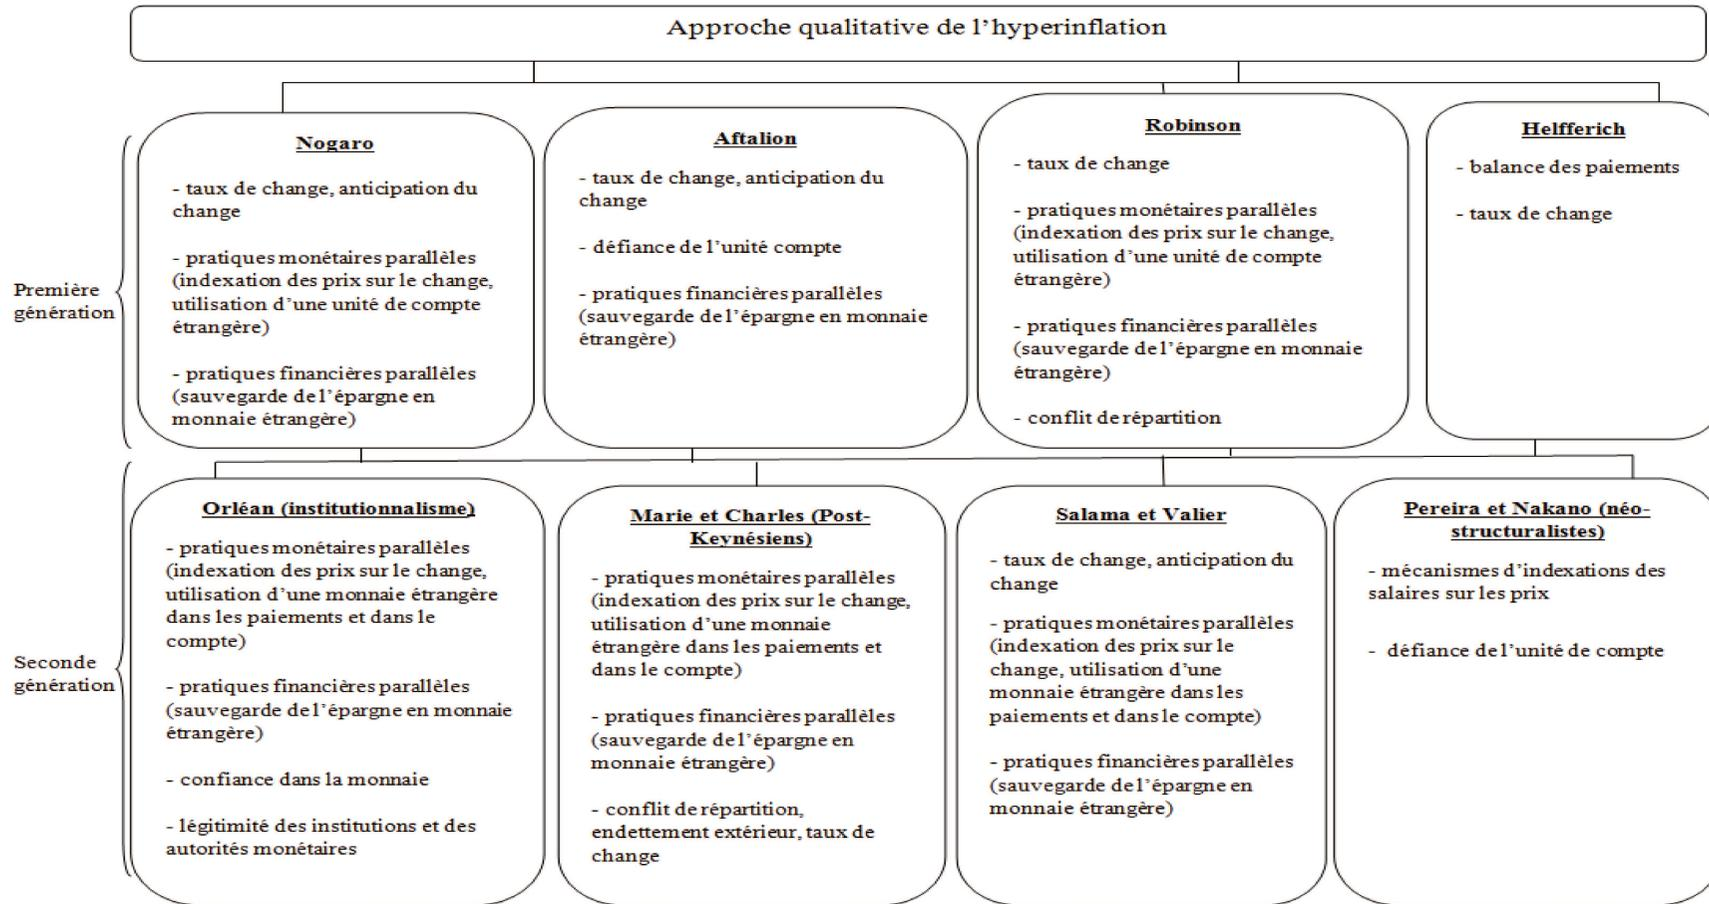 Approche qualitative de l'hyperinflation
Première
génération
Nogaro
- taux de change, anticipation du
change
- pratiques monétaires parallèles
(indexation des prix sur le change,
utilisation d'une unité de compte
étrangère)
- pratiques financières parallèles
(sauvegarde de l'épargne en
monnaie étrangère)
Aftalion
- taux de change, anticipation du
change
- défiance de l'unité compte
- pratiques financières parallèles
(sauvegarde de l'épargne en monnaie
étrangère)
Robinson
- taux de change
- pratiques monétaires parallèles
(indexation des prix sur le change,
utilisation d'une unité de compte
étrangère)
- pratiques financières parallèles
(sauvegarde de l'épargne en monnaie
étrangère)
- conflit de répartition
Helfferich
- balance des paiements
- taux de change
Seconde
génération
Orléan (institutionnalisme)
- pratiques monétaires parallèles
(indexation des prix sur le change,
utilisation d'une monnaie étrangère
dans les paiements et dans le
compte)
- pratiques financières parallèles
(sauvegarde de l'épargne en monnaie
étrangère)
- confiance dans la monnaie
- légitimité des institutions et des
autorités monétaires
Marie et Charles (Post-
Keynésiens)
- pratiques monétaires parallèles
(indexation des prix sur le change,
utilisation d'une monnaie
étrangère dans les paiements et
dans le compte)
- pratiques financières parallèles
(sauvegarde de l'épargne en
monnaie étrangère)
- conflit de répartition,
endettement extérieur, taux de
change
Salama et Valier
- taux de change, anticipation du
change
- pratiques monétaires parallèles
(indexation des prix sur le
change, utilisation d'une
monnaie étrangère dans les
paiements et dans le compte)
- pratiques financières parallèles
(sauvegarde de l'épargne en
monnaie étrangère)
Pereira et Nakano (néo-
structuralistes)
- mécanismes d'indexations des
salaires sur les prix
- défiance de l'unité de compte